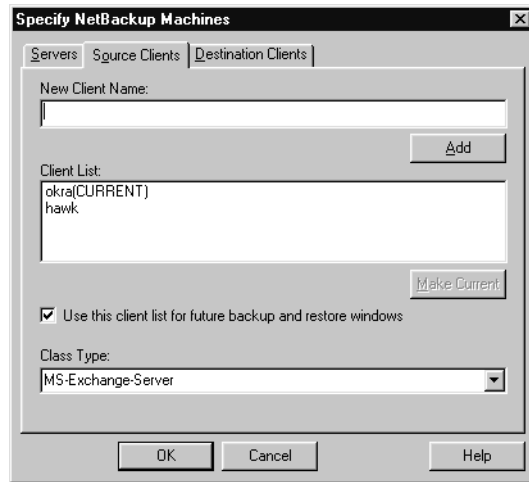 Specify NetBackup Machines
Servers Source Clients Destination Clients
New Client Name:
Add
Client List:
okra(CURRENT)
hawk
Make Current
Use this client list for future backup and restore windows
Class Type:
MS-Exchange-Server
OK Cancel Help